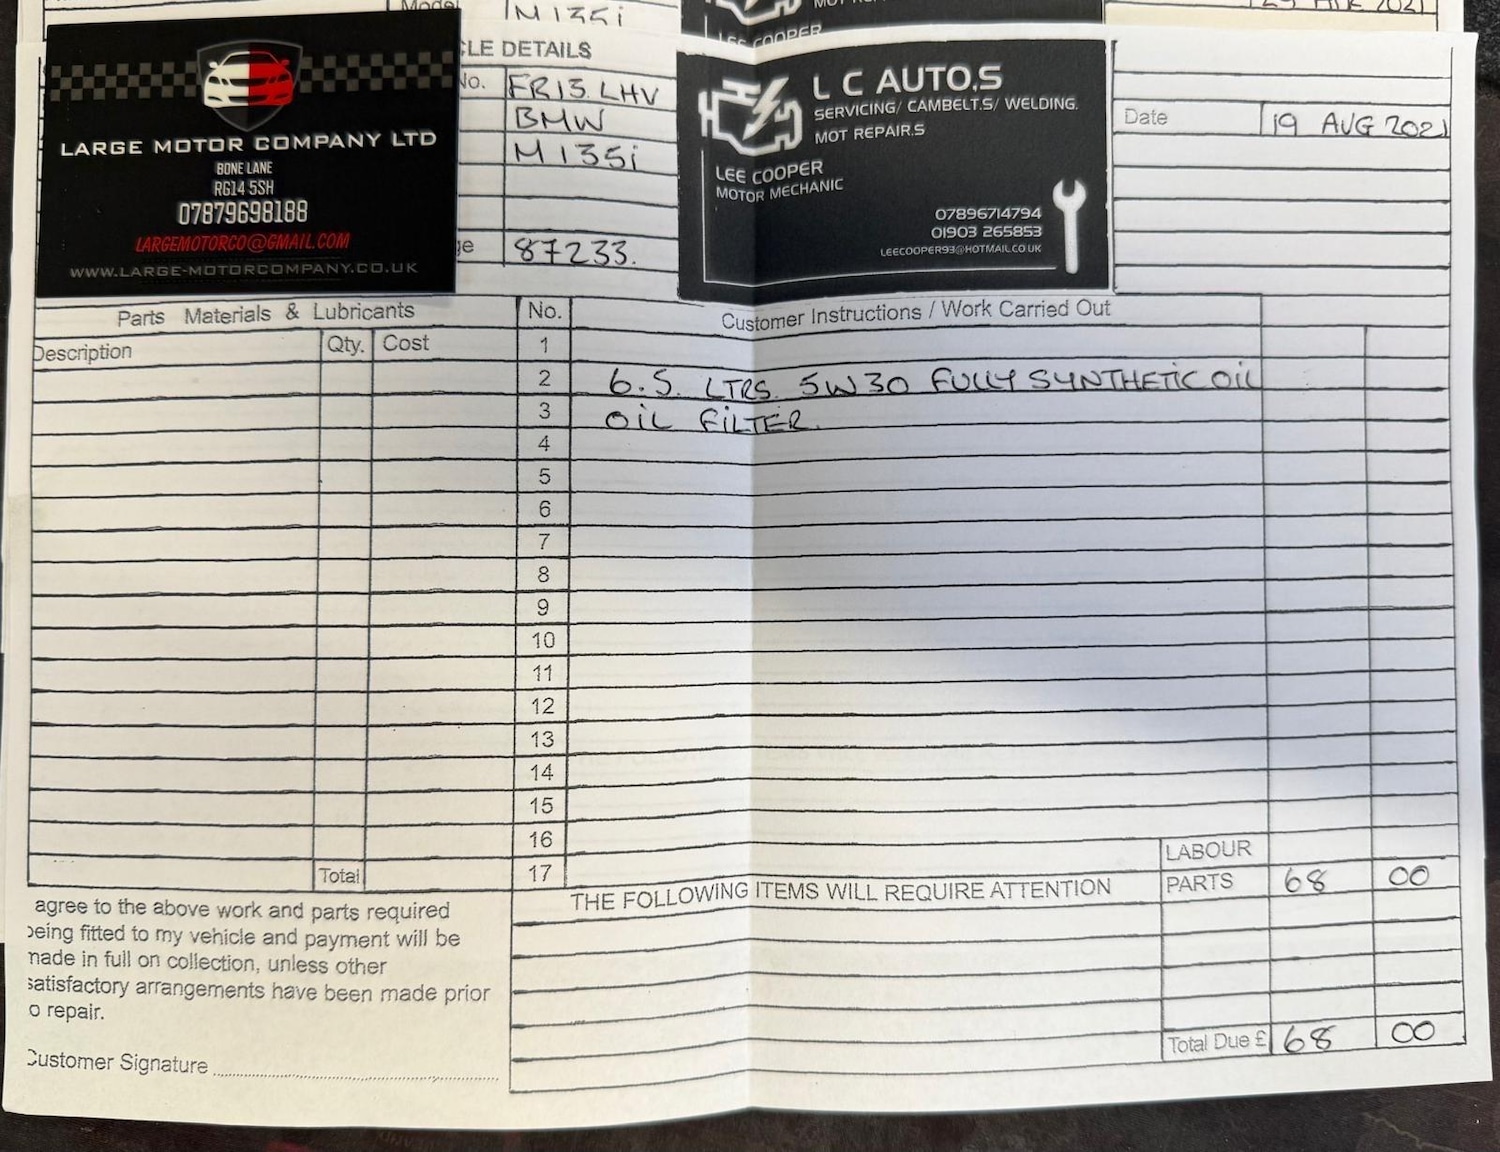 Model
M135i
LEE COOPER
2021
LARGE MOTOR COMPANY LTD
BONE LANE
RG14 5SH
07879698188
LARGEMOTORCO@GMAIL.COM
WWW.LARGE-MOTORCOMPANY.CO.UK
CLE DETAILS
No. FR13 LHV
BMW
M135i
ge 87233.
L C AUTO,S
SERVICING/ CAMBELT,S/ WELDING.
MOT REPAIR,S
LEE COOPER
MOTOR MECHANIC
07896714794
01903 265853
LEECOOPER93@HOTMAIL.CO.UK
Date 19 AUG 2021
Parts Materials & Lubricants No. Customer Instructions / Work Carried Out
Description Qty. Cost 1
2 6.5. LTRS. 5W30 FULLY SYNTHETIC OIL
3 OIL FILTER.
4
5
6
7
8
9
10
11
12
13
14
15
16 LABOUR
Total 17 PARTS 68 00
THE FOLLOWING ITEMS WILL REQUIRE ATTENTION
agree to the above work and parts required
being fitted to my vehicle and payment will be
made in full on collection, unless other
satisfactory arrangements have been made prior
o repair.
Total Due £ 68 00
Customer Signature